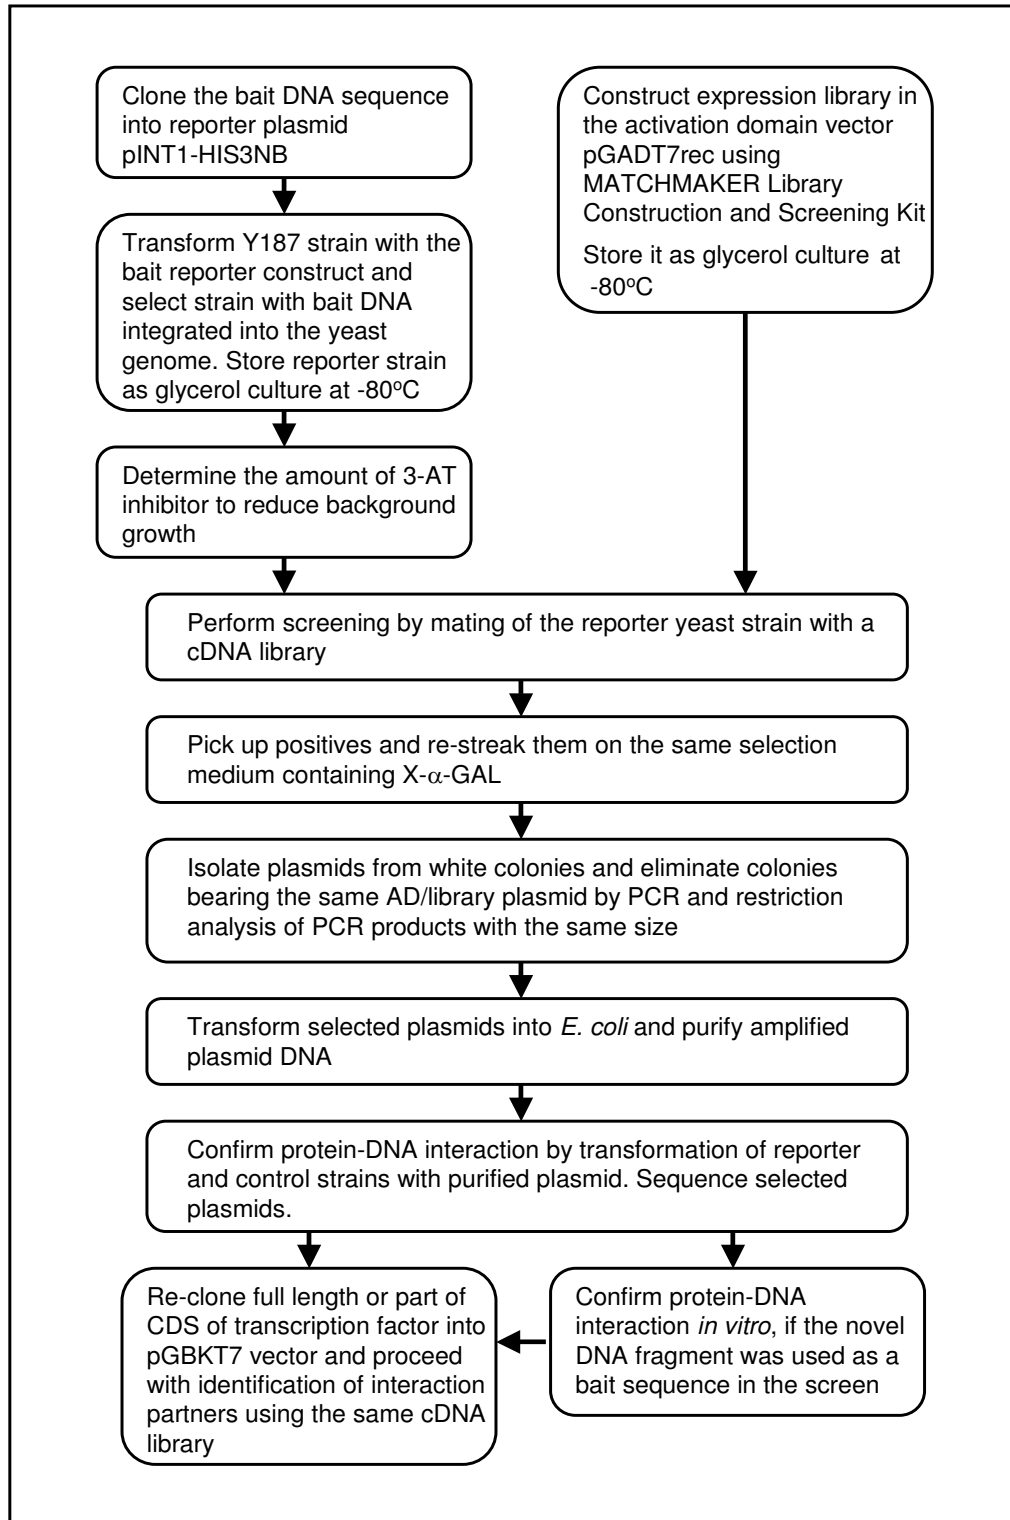 Clone the bait DNA sequence
into reporter plasmid
pINT1-HIS3NB
Construct expression library in
the activation domain vector
pGADT7rec using
MATCHMAKER Library
Construction and Screening Kit
Store it as glycerol culture at
-80ºC
Transform Y187 strain with the
bait reporter construct and
select strain with bait DNA
integrated into the yeast
genome. Store reporter strain
as glycerol culture at -80ºC
Determine the amount of 3-AT
inhibitor to reduce background
growth
Perform screening by mating of the reporter yeast strain with a
cDNA library
Pick up positives and re-streak them on the same selection
medium containing X-α-GAL
Isolate plasmids from white colonies and eliminate colonies
bearing the same AD/library plasmid by PCR and restriction
analysis of PCR products with the same size
Transform selected plasmids into E. coli and purify amplified
plasmid DNA
Confirm protein-DNA interaction by transformation of reporter
and control strains with purified plasmid. Sequence selected
plasmids.
Re-clone full length or part of
CDS of transcription factor into
pGBKT7 vector and proceed
with identification of interaction
partners using the same cDNA
library
Confirm protein-DNA
interaction in vitro, if the novel
DNA fragment was used as a
bait sequence in the screen